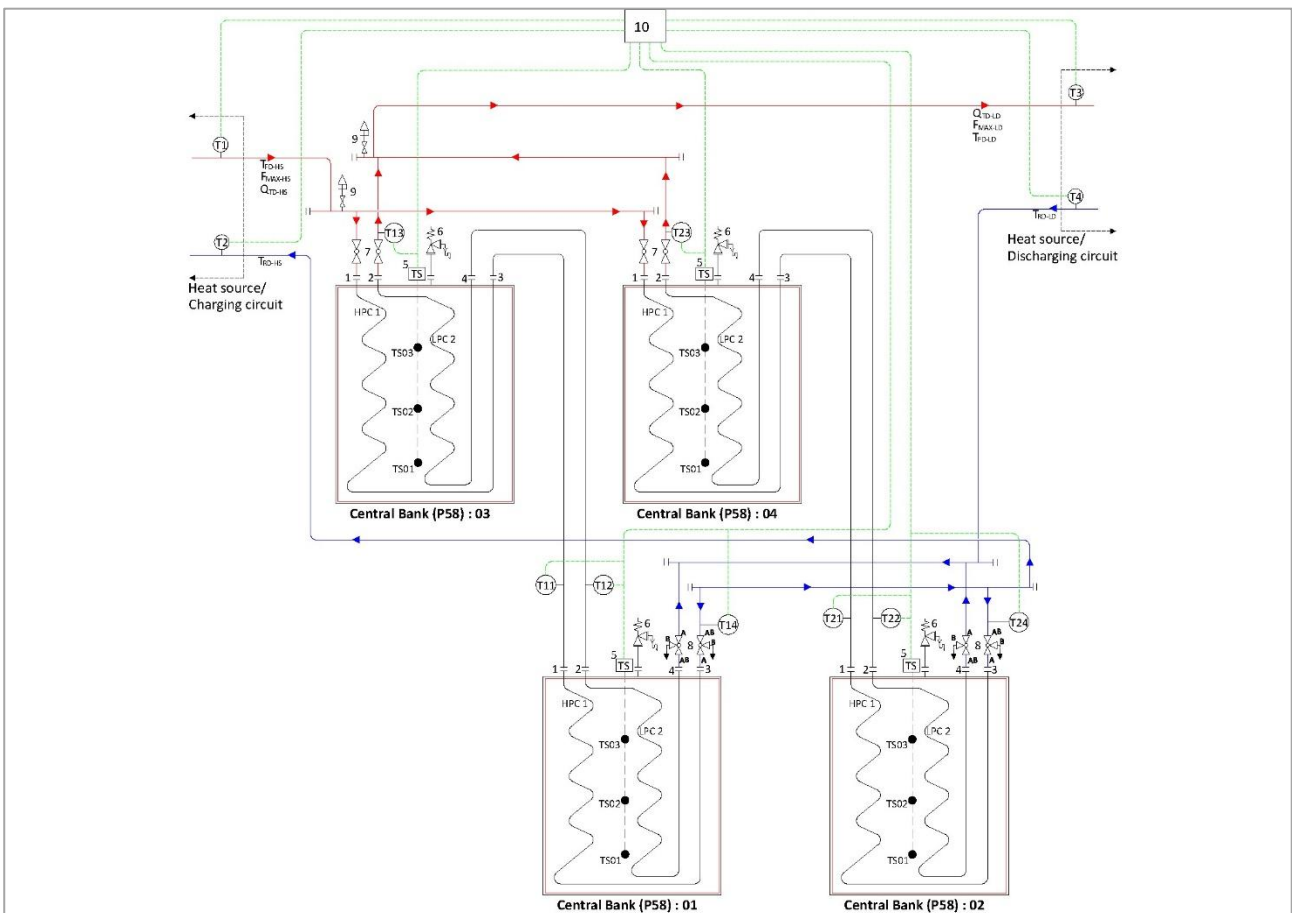 10
T3
QTD-LD
FMAX-LD
TFD-LD
9
T1
TFD-HS
FMAX-HS
QTD-HS
9
T4
TRD-LD
T2
TRD-HS
T13
6
T23
6
7
7
5
TS
5
TS
Heat source/
Charging circuit
Heat source/
Discharging circuit
1
2
4
3
1
2
4
3
HPC 1
LPC 2
HPC 1
LPC 2
TS03
TS03
TS02
TS02
TS01
TS01
Central Bank (P58) : 03
Central Bank (P58) : 04
T11
T12
T21
T22
6
T14
6
T24
A
AB
A
AB
B
8
B
B
8
B
5
TS
AB
A
5
TS
AB
A
1
2
4
3
1
2
4
3
HPC 1
LPC 2
HPC 1
LPC 2
TS03
TS03
TS02
TS02
TS01
TS01
Central Bank (P58) : 01
Central Bank (P58) : 02